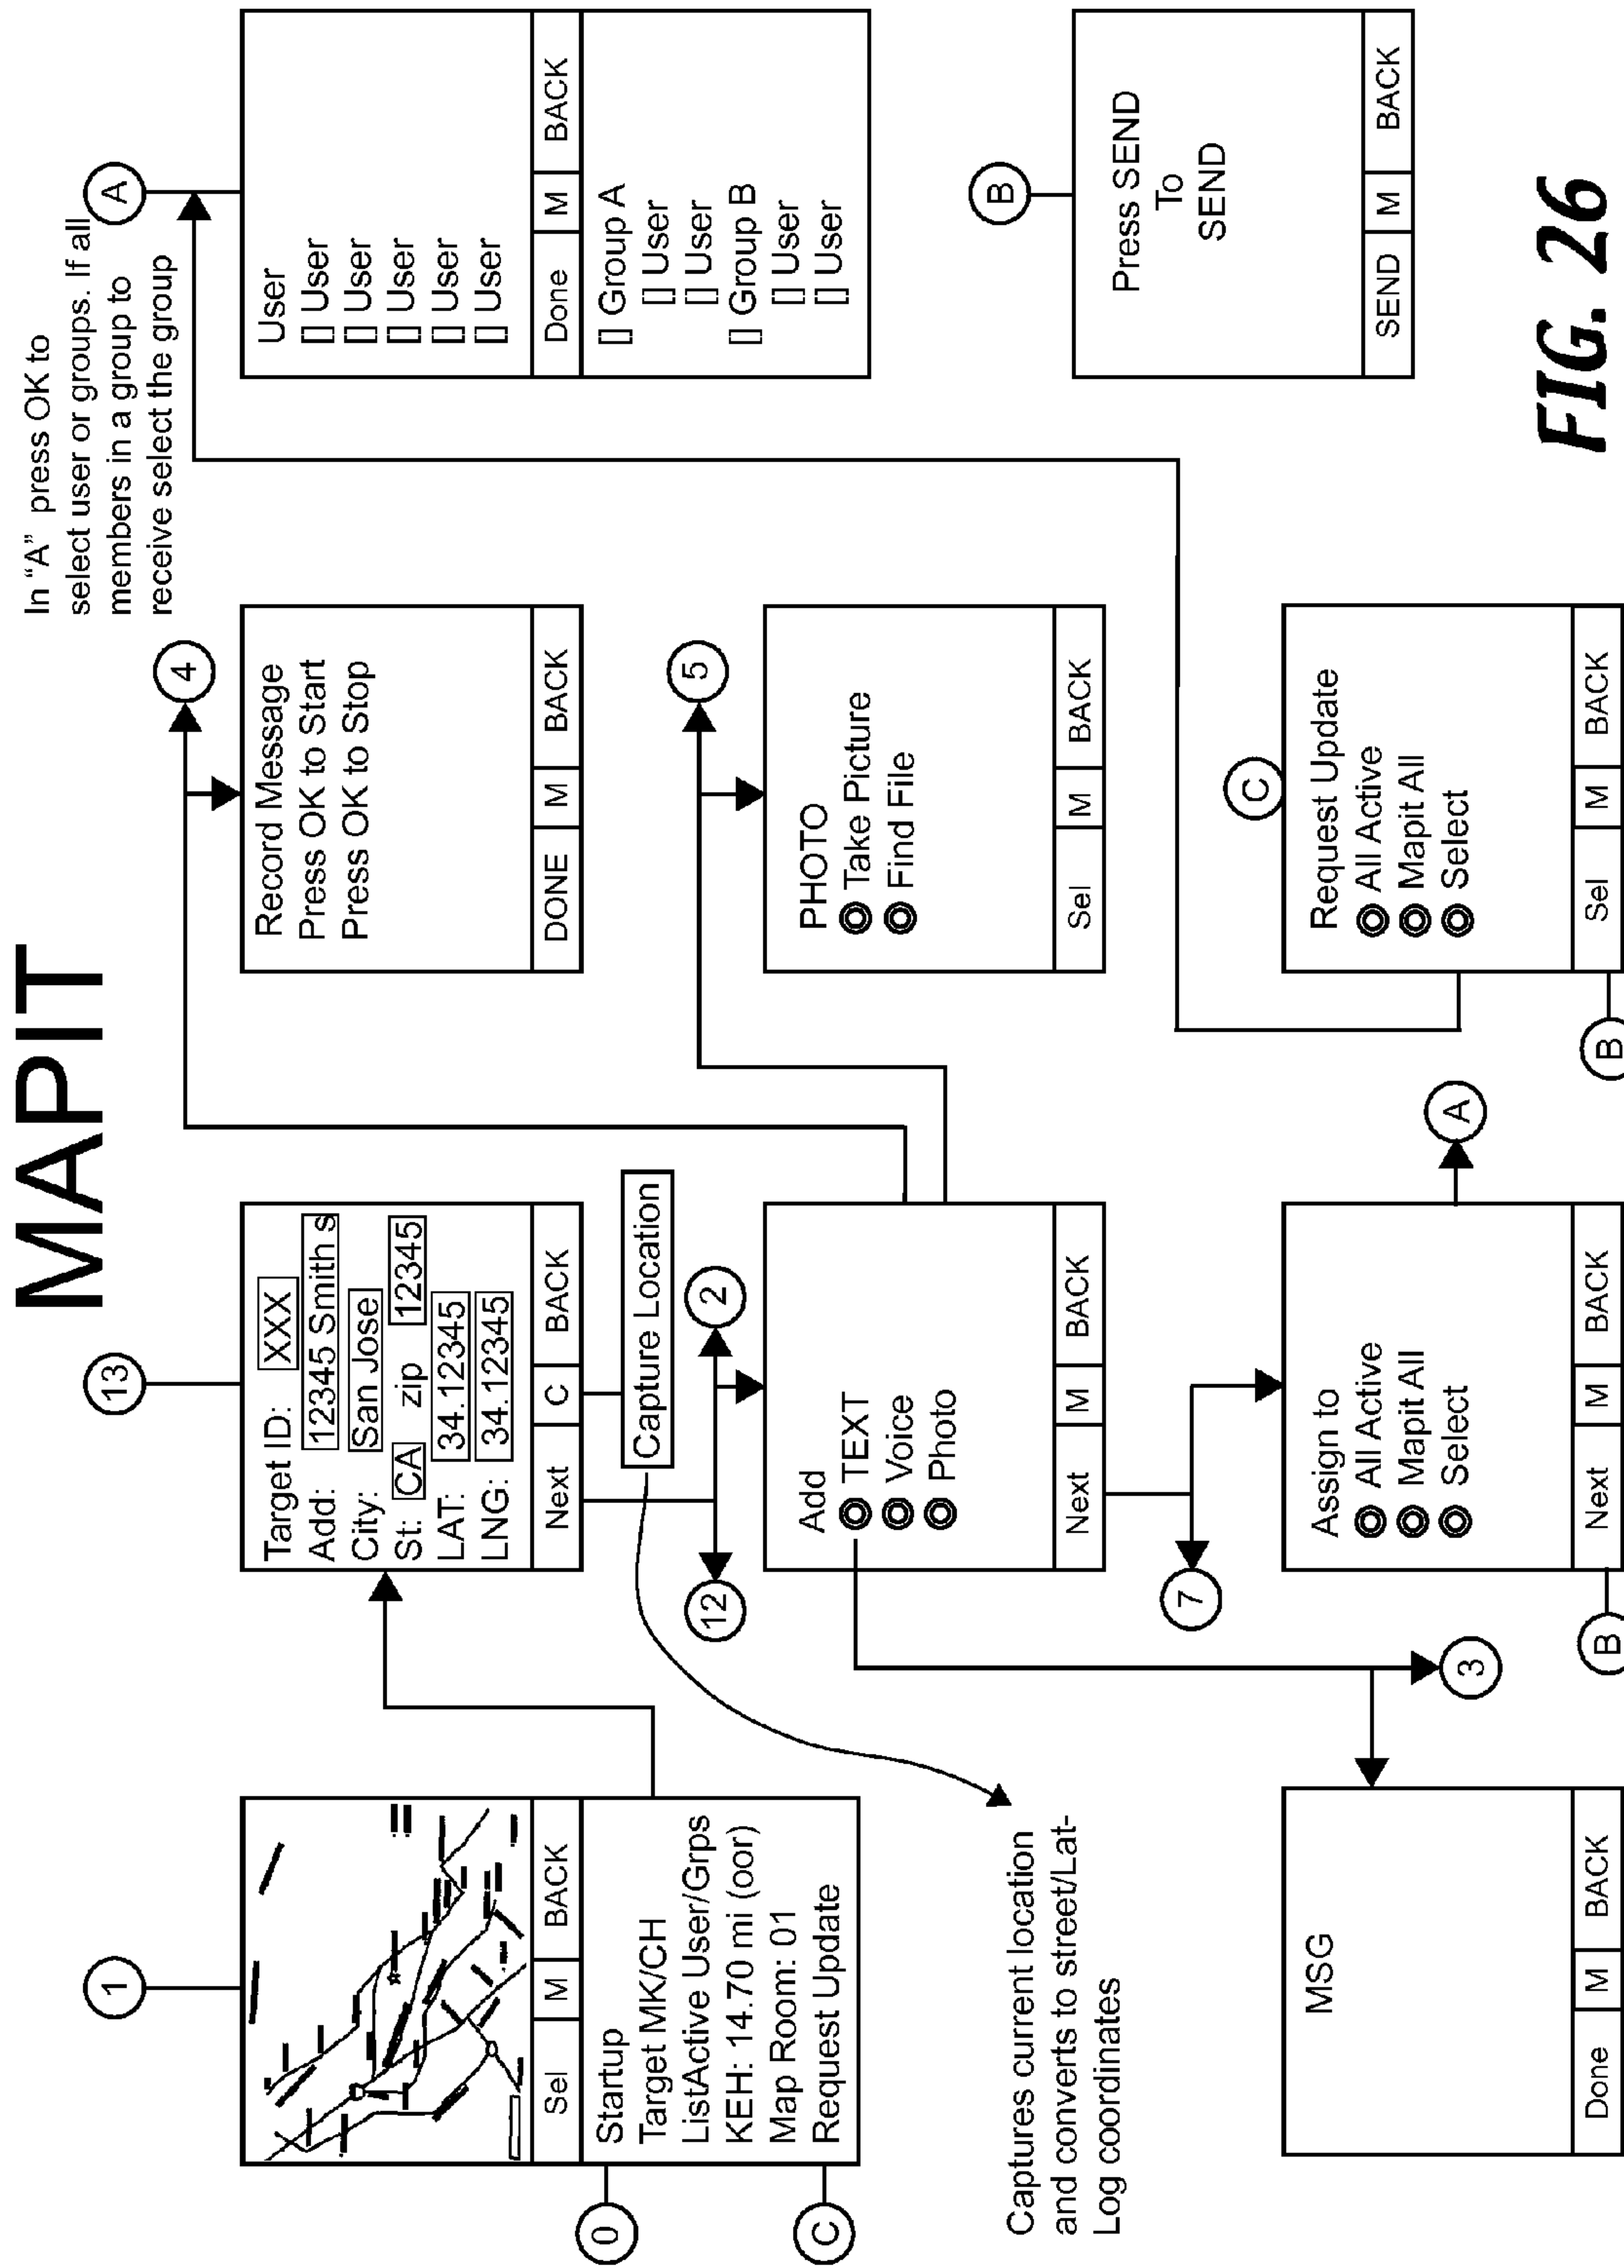 MAPIT
1
Sel M BACK
0
Startup
Target MK/CH
ListActive User/Grps
KEH: 14.70 mi (oor)
Map Room: 01
C
Request Update
13
Target ID: XXX
Add: 12345 Smith s
City: San Jose
St: CA zip 12345
LAT: 34.12345
LNG: 34.12345
Next C BACK
Capture Location
Captures current location
and converts to street/Lat-
Log coordinates
12
2
Add
TEXT
Voice
Photo
Next M BACK
7
3
MSG
Done M BACK
Assign to
All Active
Mapit All
Select
Next M BACK
A
B
4
Record Message
Press OK to Start
Press OK to Stop
DONE M BACK
5
PHOTO
Take Picture
Find File
Sel M BACK
C
Request Update
All Active
Mapit All
Select
Sel M BACK
B
In “A” press OK to
select user or groups. If all
members in a group to
receive select the group
A
User
[] User
[] User
[] User
[] User
[] User
Done M BACK
[] Group A
[] User
[] User
[] Group B
[] User
[] User
B
Press SEND
To
SEND
SEND M BACK
FIG. 26